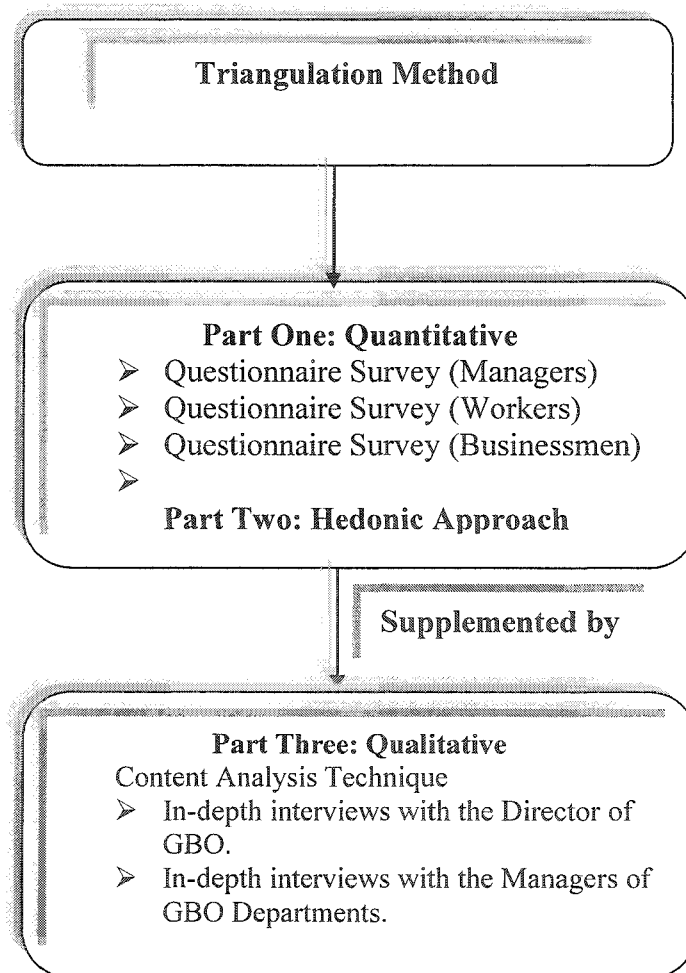 Triangulation Method
Part One: Quantitative
➢ Questionnaire Survey (Managers)
➢ Questionnaire Survey (Workers)
➢ Questionnaire Survey (Businessmen)
➢
Part Two: Hedonic Approach
Supplemented by
Part Three: Qualitative
Content Analysis Technique
➢ In-depth interviews with the Director of
GBO.
➢ In-depth interviews with the Managers of
GBO Departments.